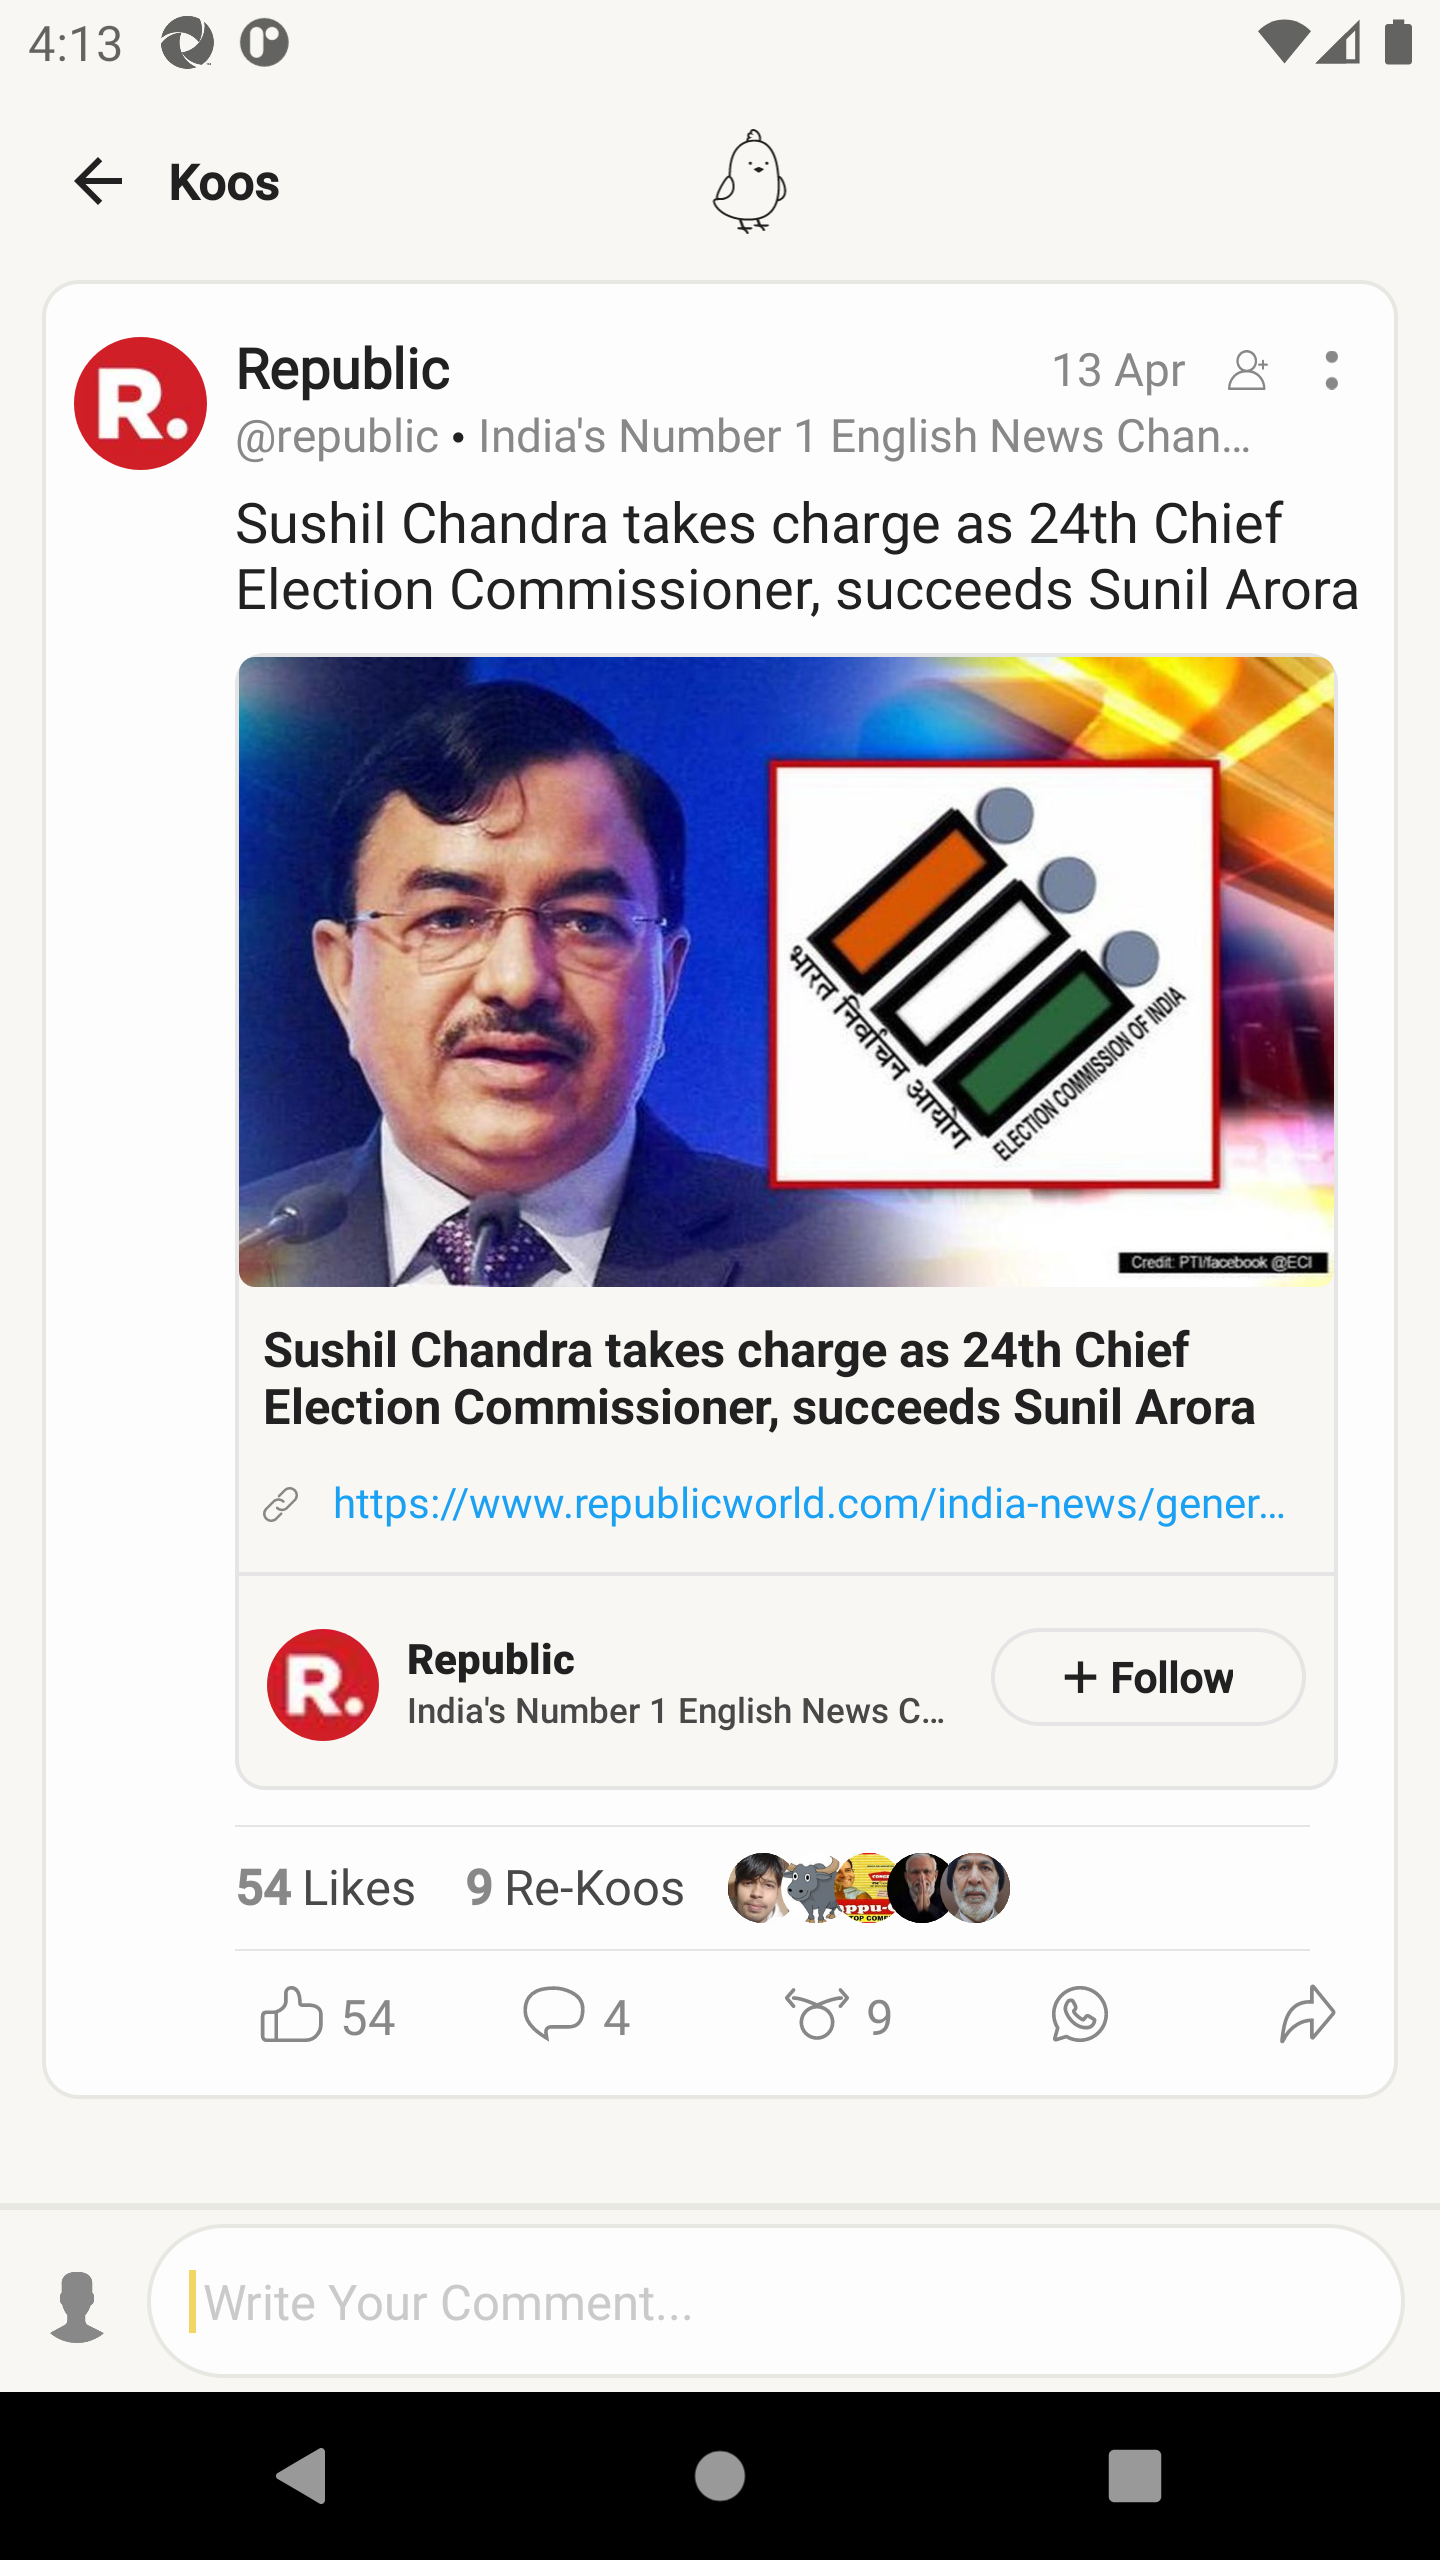 4:13
Koos
Republic
13 Apr
@republic • India's Number 1 English News Chan...
Sushil Chandra takes charge as 24th Chief
Election Commissioner, succeeds Sunil Arora
R.
भारत निर्वाचन आयोग
ELECTION COMMISSION OF INDIA
Credit: PTI/facebook @ECI
Sushil Chandra takes charge as 24th Chief
Election Commissioner, succeeds Sunil Arora
https://www.republicworld.com/india-news/gener...
R.
Republic
+ Follow
India's Number 1 English News C...
54 Likes 9 Re-Koos
54 4 9
Write Your Comment...